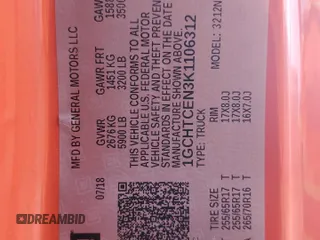 MFD BY GENERAL MOTORS LLC
07/18
GVWR GAWR FRT GAWR
2676 KG 1451 KG
5900 LB 3200 LB 3500
THIS VEHICLE CONFORMS TO ALL
APPLICABLE U.S. FEDERAL MOTOR
VEHICLE SAFETY AND THEFT PREVEN
STANDARDS IN EFFECT ON THE DATE
MANUFACTURE SHOWN ABOVE.
1GCHTCEN3K1106312
TYPE: TRUCK MODEL: 3212N
TIRE SIZE RIM
255/65R17 T 17X8.0J
255/65R17 T 17X8.0J
265/70R16 T 16X7.0J
DREAMBID